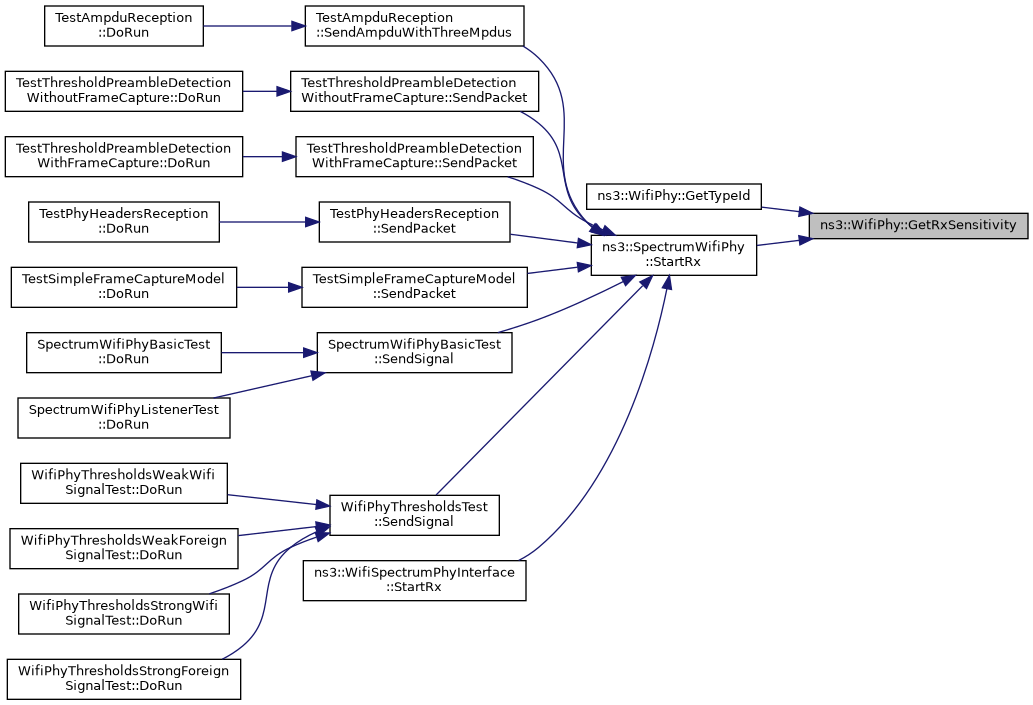 TestAmpduReception
::DoRun
TestAmpduReception
::SendAmpduWithThreeMpdus
TestThresholdPreambleDetection
WithoutFrameCapture::DoRun
TestThresholdPreambleDetection
WithoutFrameCapture::SendPacket
TestThresholdPreambleDetection
WithFrameCapture::DoRun
TestThresholdPreambleDetection
WithFrameCapture::SendPacket
ns3::WifiPhy::GetTypeId
ns3::WifiPhy::GetRxSensitivity
TestPhyHeadersReception
::DoRun
TestPhyHeadersReception
::SendPacket
ns3::SpectrumWifiPhy
::StartRx
TestSimpleFrameCaptureModel
::DoRun
TestSimpleFrameCaptureModel
::SendPacket
SpectrumWifiPhyBasicTest
::DoRun
SpectrumWifiPhyBasicTest
::SendSignal
SpectrumWifiPhyListenerTest
::DoRun
WifiPhyThresholdsWeakWifi
SignalTest::DoRun
WifiPhyThresholdsTest
::SendSignal
WifiPhyThresholdsWeakForeign
SignalTest::DoRun
ns3::WifiSpectrumPhyInterface
::StartRx
WifiPhyThresholdsStrongWifi
SignalTest::DoRun
WifiPhyThresholdsStrongForeign
SignalTest::DoRun